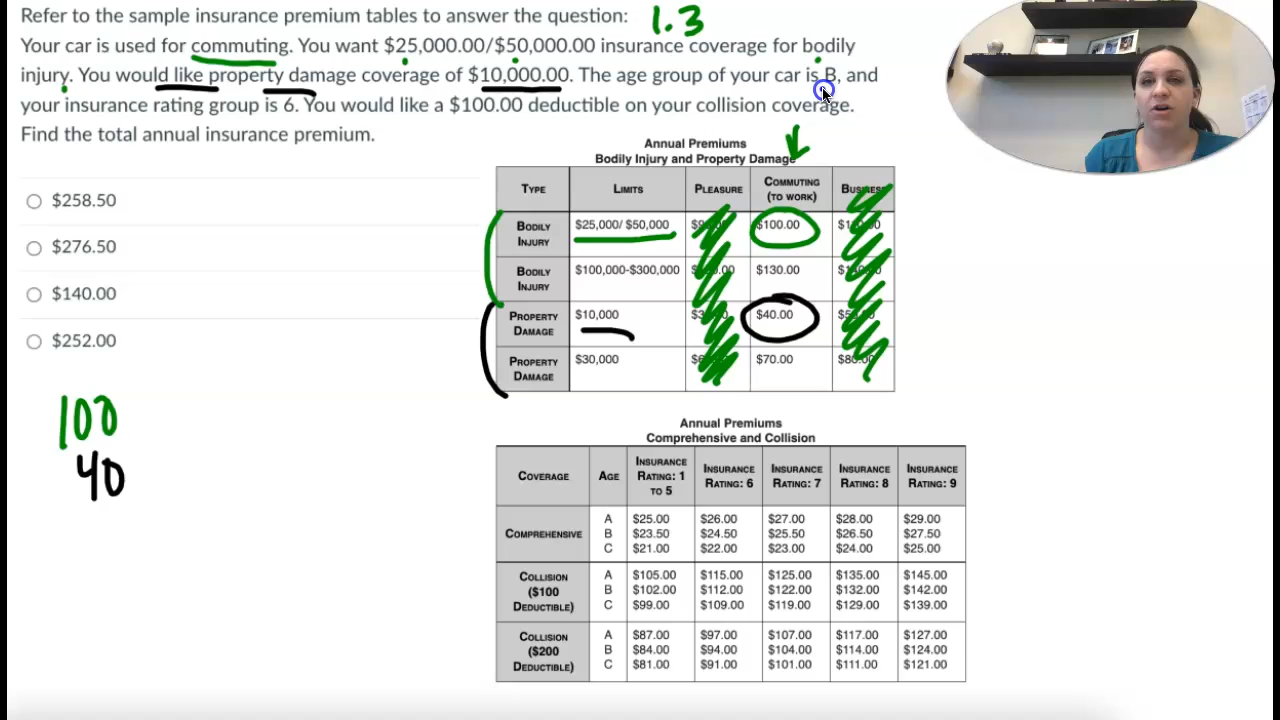 Refer to the sample insurance premium tables to answer the question:
1.3
Your car is used for commuting. You want $25,000.00/$50,000.00 insurance coverage for bodily
injury. You would like property damage coverage of $10,000.00. The age group of your car is B, and
your insurance rating group is 6. You would like a $100.00 deductible on your collision coverage.
Find the total annual insurance premium.
$258.50
$276.50
$140.00
$252.00
100
40
Annual Premiums
Bodily Injury and Property Damage
TYPE LIMITS PLEASURE COMMUTING (TO WORK) BUSINESS
BODILY INJURY $25,000/ $50,000 $100.00
BODILY INJURY $100,000-$300,000 $130.00
PROPERTY DAMAGE $10,000 $40.00
PROPERTY DAMAGE $30,000 $70.00
Annual Premiums
Comprehensive and Collision
COVERAGE AGE INSURANCE RATING: 1 TO 5 INSURANCE RATING: 6 INSURANCE RATING: 7 INSURANCE RATING: 8 INSURANCE RATING: 9
COMPREHENSIVE
A $25.00 $26.00 $27.00 $28.00 $29.00
B $23.50 $24.50 $25.50 $26.50 $27.50
C $21.00 $22.00 $23.00 $24.00 $25.00
COLLISION ($100 DEDUCTIBLE)
A $105.00 $115.00 $125.00 $135.00 $145.00
B $102.00 $112.00 $122.00 $132.00 $142.00
C $99.00 $109.00 $119.00 $129.00 $139.00
COLLISION ($200 DEDUCTIBLE)
A $87.00 $97.00 $107.00 $117.00 $127.00
B $84.00 $94.00 $104.00 $114.00 $124.00
C $81.00 $91.00 $101.00 $111.00 $121.00